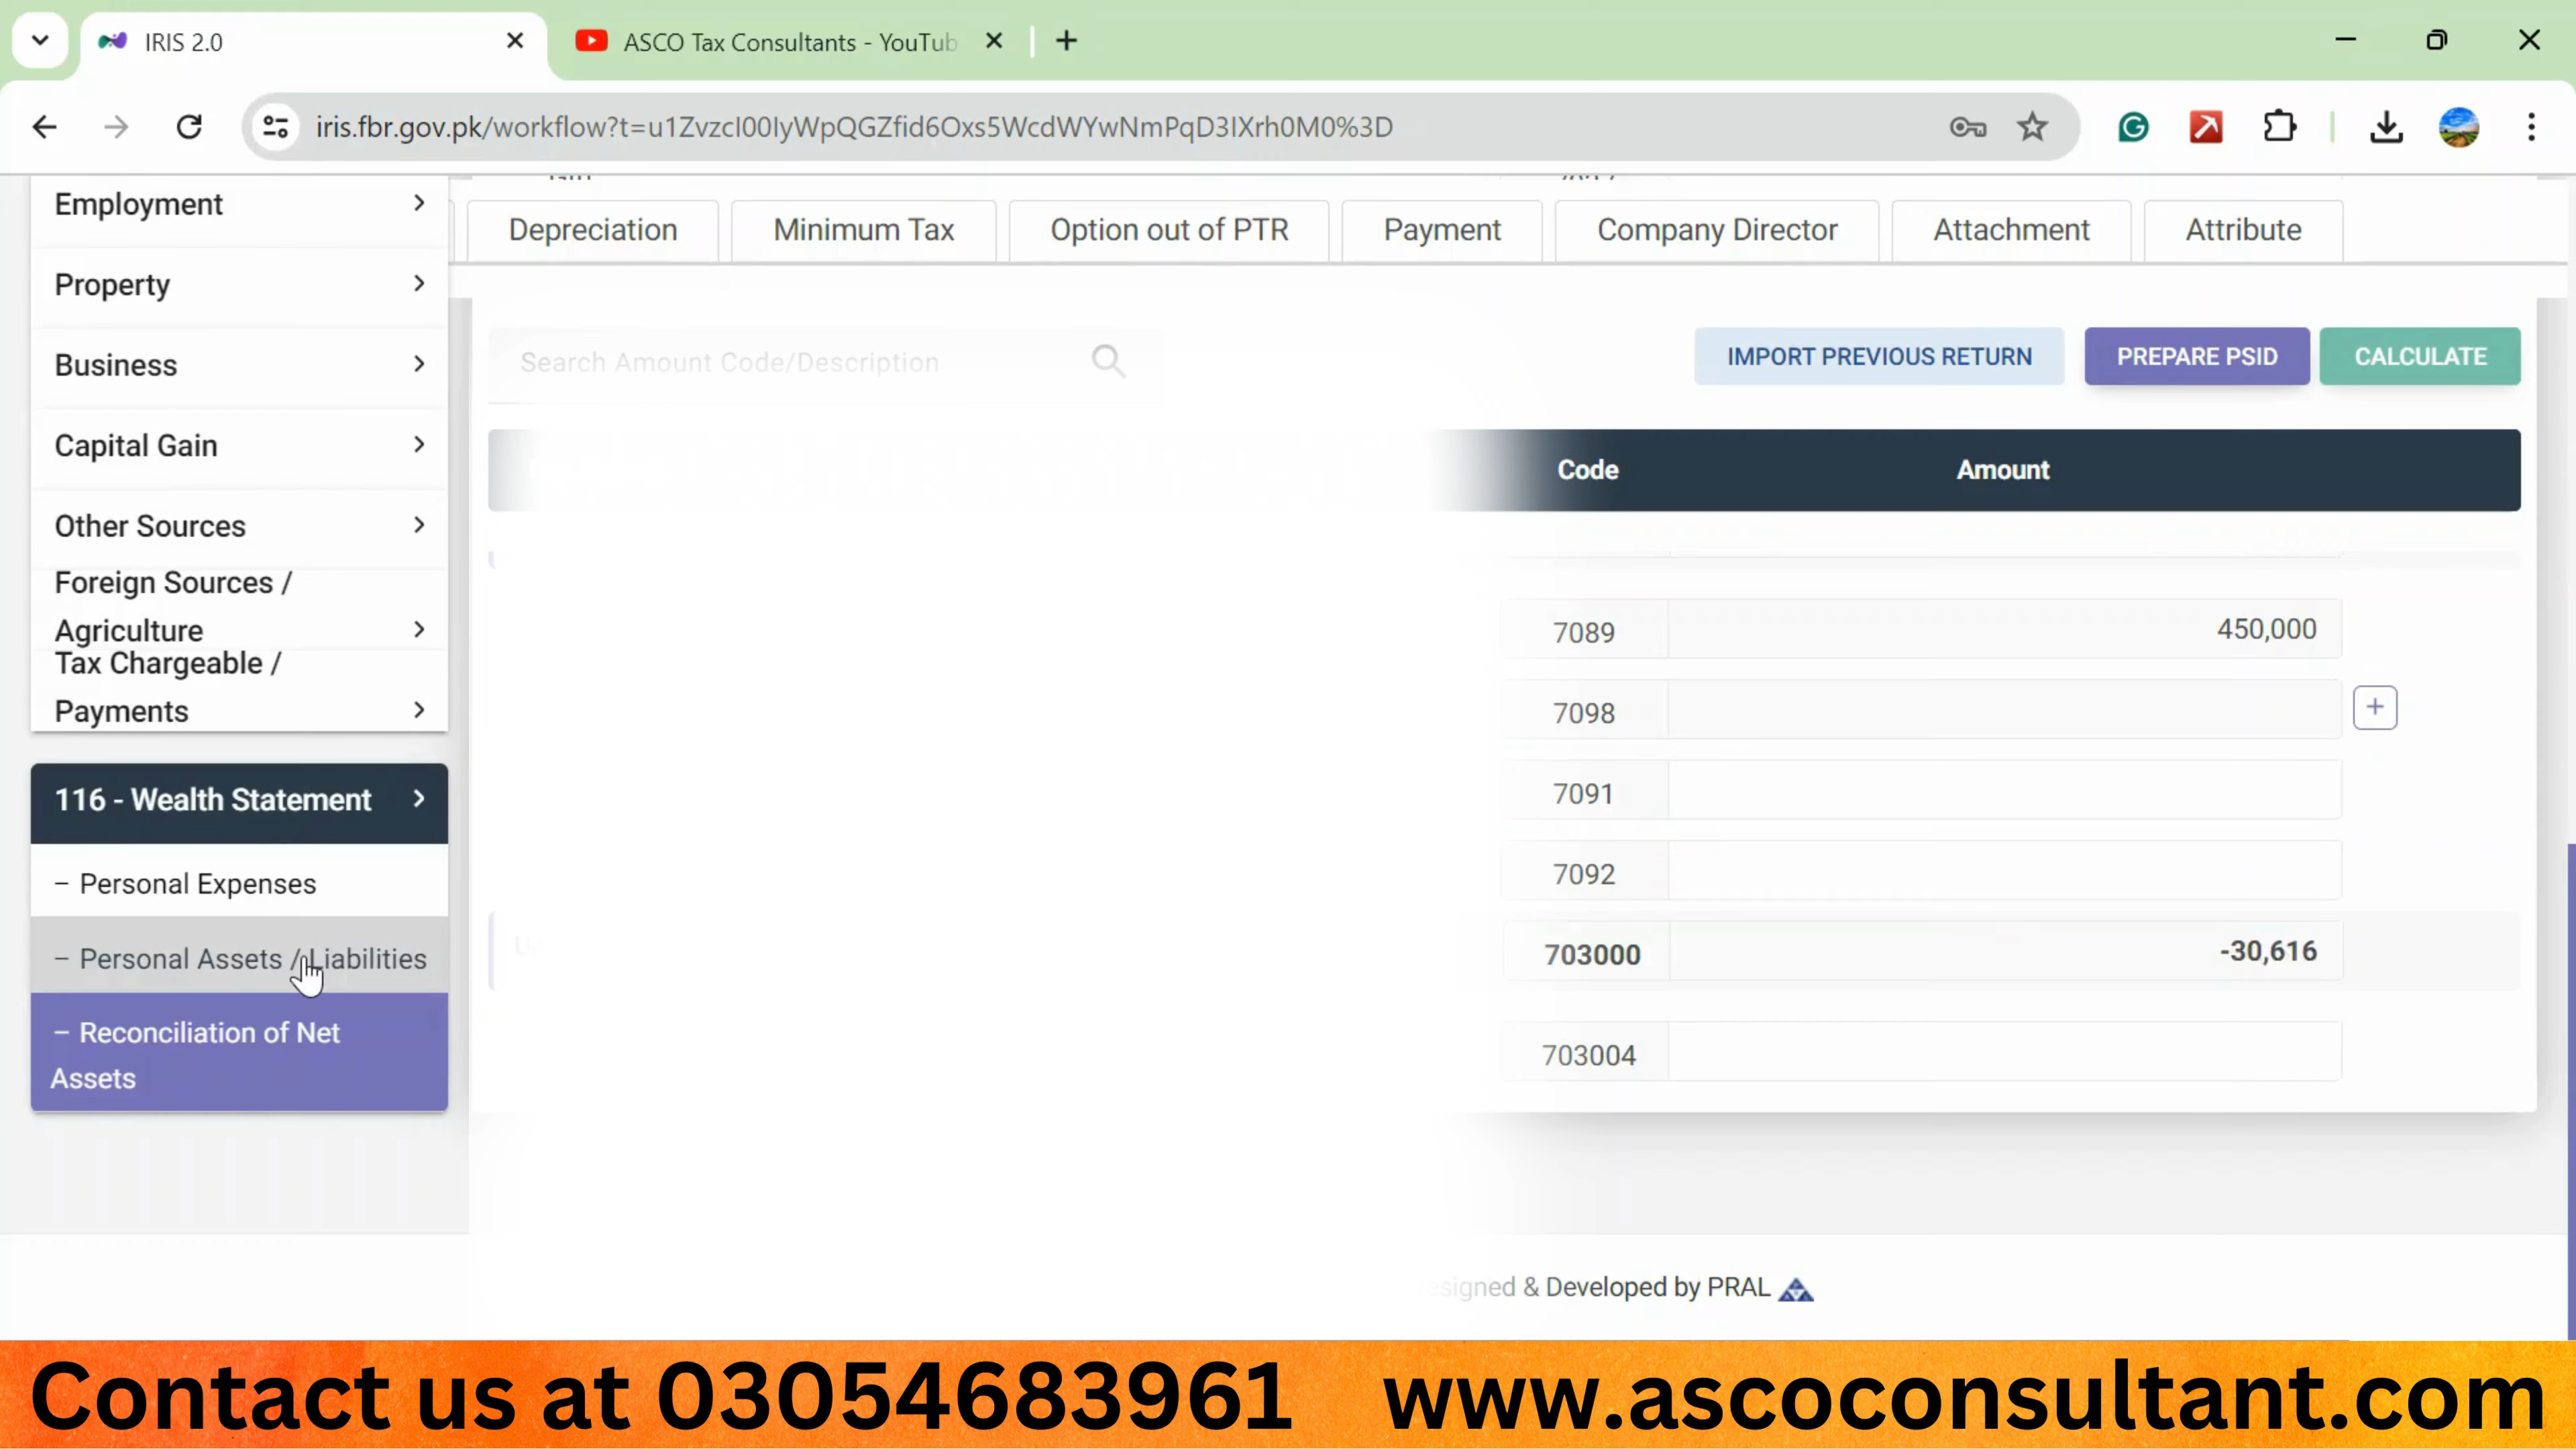 IRIS 2.0
ASCO Tax Consultants - YouTub
iris.fbr.gov.pk/workflow?t=u1ZvzcI00IyWpQGZfid6Oxs5WcdWYwNmPqD3IXrh0M0%3D
Employment
Property
Business
Capital Gain
Other Sources
Foreign Sources /
Agriculture
Tax Chargeable /
Payments
116 - Wealth Statement
– Personal Expenses
– Personal Assets / Liabilities
– Reconciliation of Net
Assets
Depreciation Minimum Tax Option out of PTR Payment Company Director Attachment Attribute
Search Amount Code/Description
IMPORT PREVIOUS RETURN PREPARE PSID CALCULATE
Code Amount
7089 450,000
7098 +
7091
7092
703000 -30,616
703004
& Developed by PRAL
Contact us at 03054683961 www.ascoconsultant.com